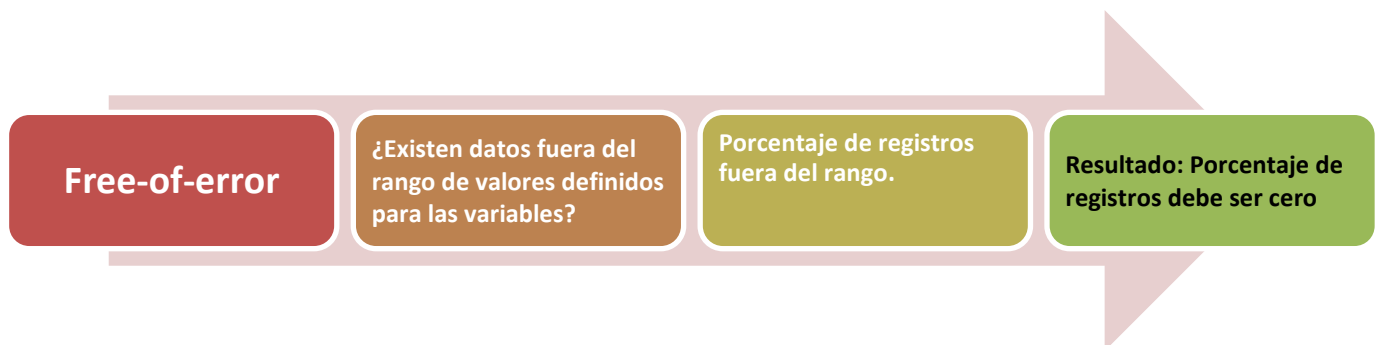 Free-of-error
¿Existen datos fuera del
rango de valores definidos
para las variables?
Porcentaje de registros
fuera del rango.
Resultado: Porcentaje de
registros debe ser cero